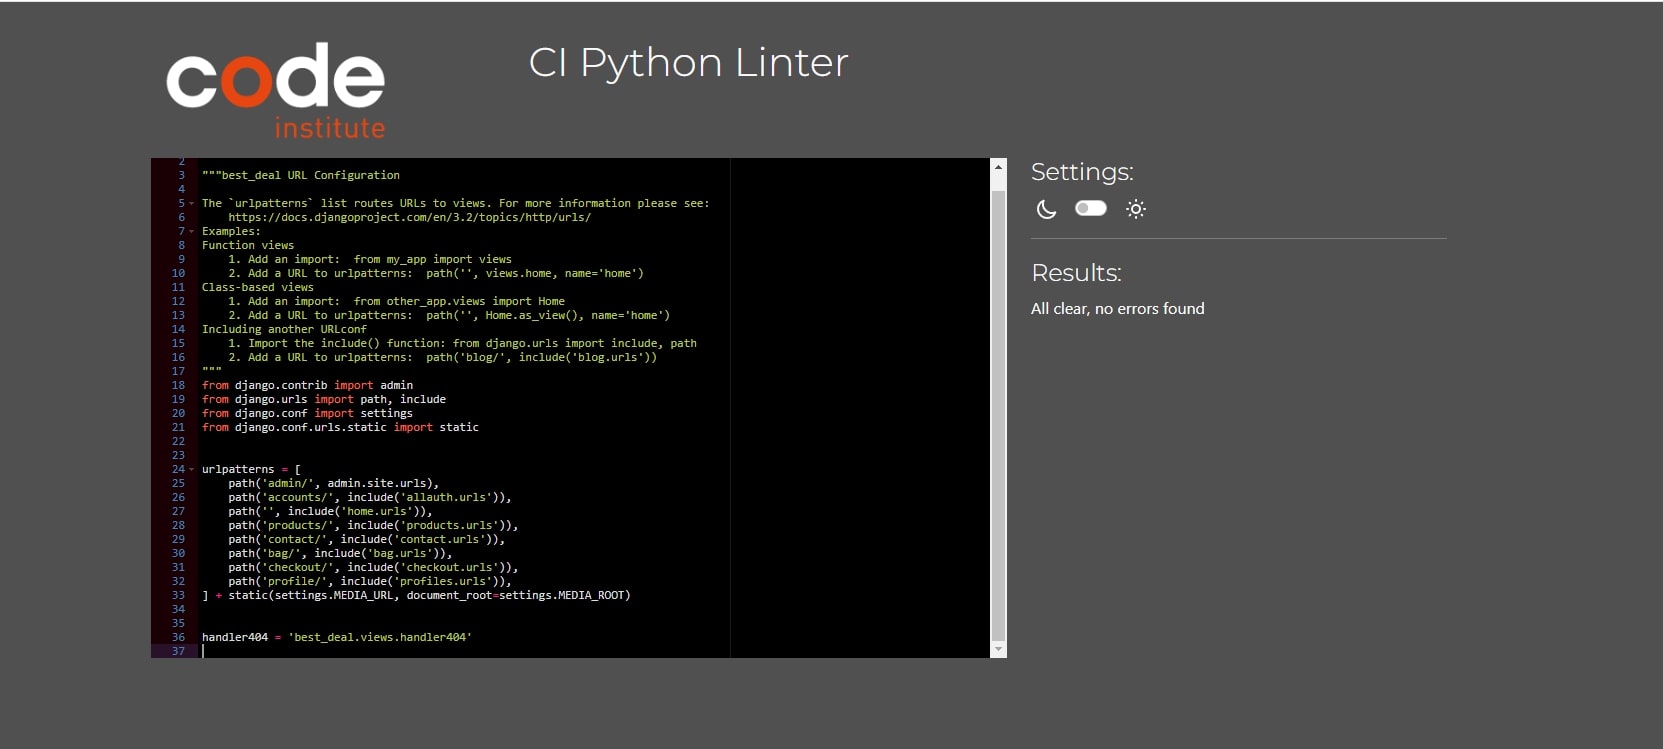 code
institute
CI Python Linter
2
3 """best_deal URL Configuration
4
5 The `urlpatterns` list routes URLs to views. For more information please see:
6     https://docs.djangoproject.com/en/3.2/topics/http/urls/
7 Examples:
8 Function views
9     1. Add an import:  from my_app import views
10     2. Add a URL to urlpatterns:  path('', views.home, name='home')
11 Class-based views
12     1. Add an import:  from other_app.views import Home
13     2. Add a URL to urlpatterns:  path('', Home.as_view(), name='home')
14 Including another URLconf
15     1. Import the include() function: from django.urls import include, path
16     2. Add a URL to urlpatterns:  path('blog/', include('blog.urls'))
17 """
18 from django.contrib import admin
19 from django.urls import path, include
20 from django.conf import settings
21 from django.conf.urls.static import static
22
23
24 urlpatterns = [
25     path('admin/', admin.site.urls),
26     path('accounts/', include('allauth.urls')),
27     path('', include('home.urls')),
28     path('products/', include('products.urls')),
29     path('contact/', include('contact.urls')),
30     path('bag/', include('bag.urls')),
31     path('checkout/', include('checkout.urls')),
32     path('profile/', include('profiles.urls')),
33 ] + static(settings.MEDIA_URL, document_root=settings.MEDIA_ROOT)
34
35
36 handler404 = 'best_deal.views.handler404'
37
Settings:
Results:
All clear, no errors found